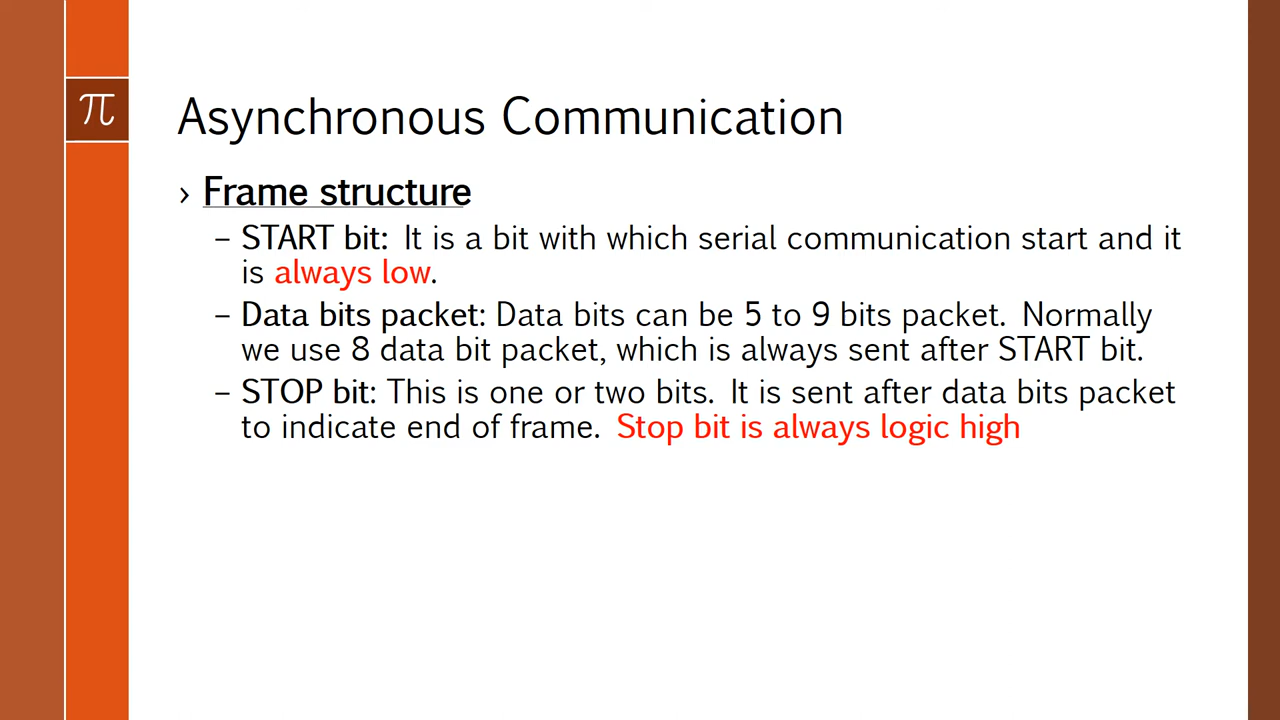 π
Asynchronous Communication
› Frame structure
– START bit: It is a bit with which serial communication start and it
is always low.
– Data bits packet: Data bits can be 5 to 9 bits packet. Normally
we use 8 data bit packet, which is always sent after START bit.
– STOP bit: This is one or two bits. It is sent after data bits packet
to indicate end of frame. Stop bit is always logic high